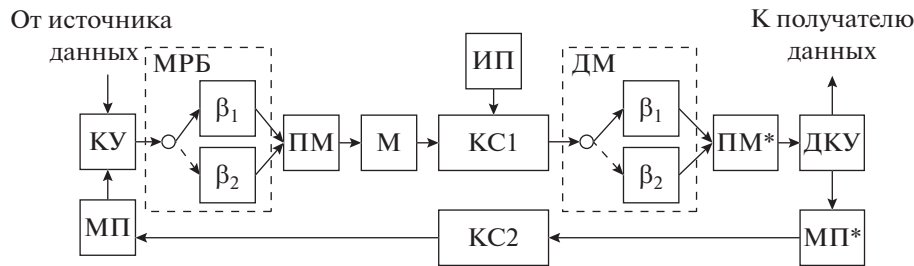 От источника
данных
К получателю
данных
МРБ
ИП
ДМ
β1
β1
КУ
ПМ
М
КС1
ПМ*
ДКУ
β2
β2
МП
КС2
МП*